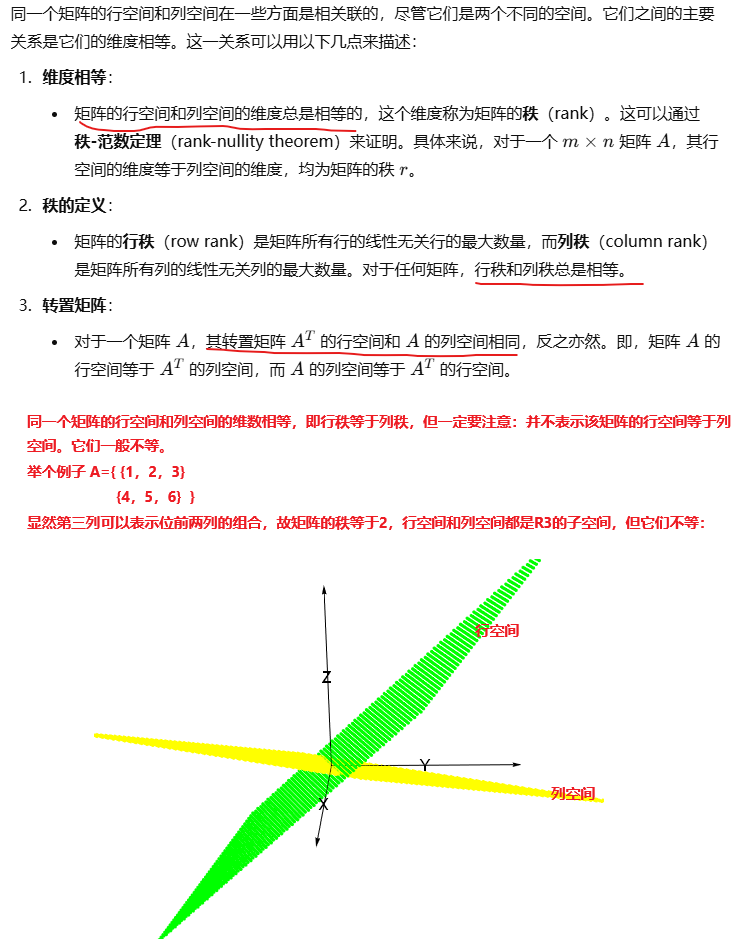 同一个矩阵的行空间和列空间在一些方面是相关联的，尽管它们是两个不同的空间。它们之间的主要
关系是它们的维度相等。这一关系可以用以下几点来描述：
1. 维度相等：
• 矩阵的行空间和列空间的维度总是相等的，这个维度称为矩阵的秩（rank）。这可以通过
秩-范数定理（rank-nullity theorem）来证明。具体来说，对于一个 m × n 矩阵 A，其行
空间的维度等于列空间的维度，均为矩阵的秩 r。
2. 秩的定义：
• 矩阵的行秩（row rank）是矩阵所有行的线性无关行的最大数量，而列秩（column rank）
是矩阵所有列的线性无关列的最大数量。对于任何矩阵，行秩和列秩总是相等。
3. 转置矩阵：
• 对于一个矩阵 A，其转置矩阵 Aᵀ 的行空间和 A 的列空间相同，反之亦然。即，矩阵 A 的
行空间等于 Aᵀ 的列空间，而 A 的列空间等于 Aᵀ 的行空间。
同一个矩阵的行空间和列空间的维数相等，即行秩等于列秩，但一定要注意：并不表示该矩阵的行空间等于列
空间。它们一般不等。
举个例子 A={ {1，2，3}
{4，5，6} }
显然第三列可以表示位前两列的组合，故矩阵的秩等于2，行空间和列空间都是R3的子空间，但它们不等：
行空间
Z
Y
列空间
X